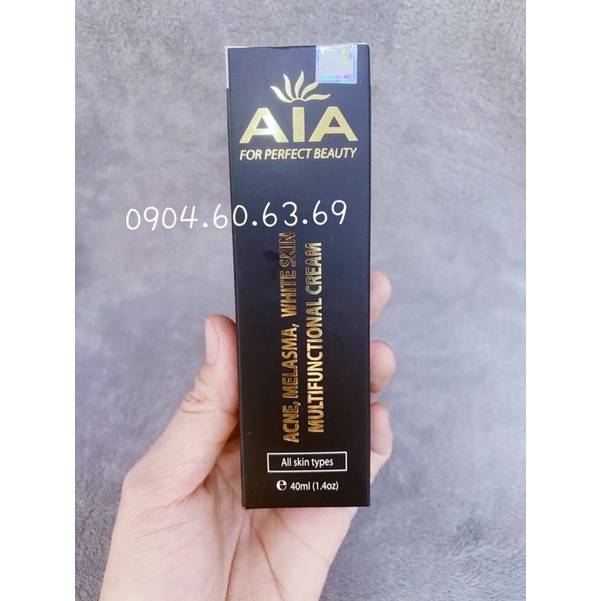 AIA
FOR PERFECT BEAUTY
0904.60.63.69
ACNE, MELASMA, WHITE SKIN
MULTIFUNCTIONAL CREAM
All skin types
e 40ml (1.4oz)